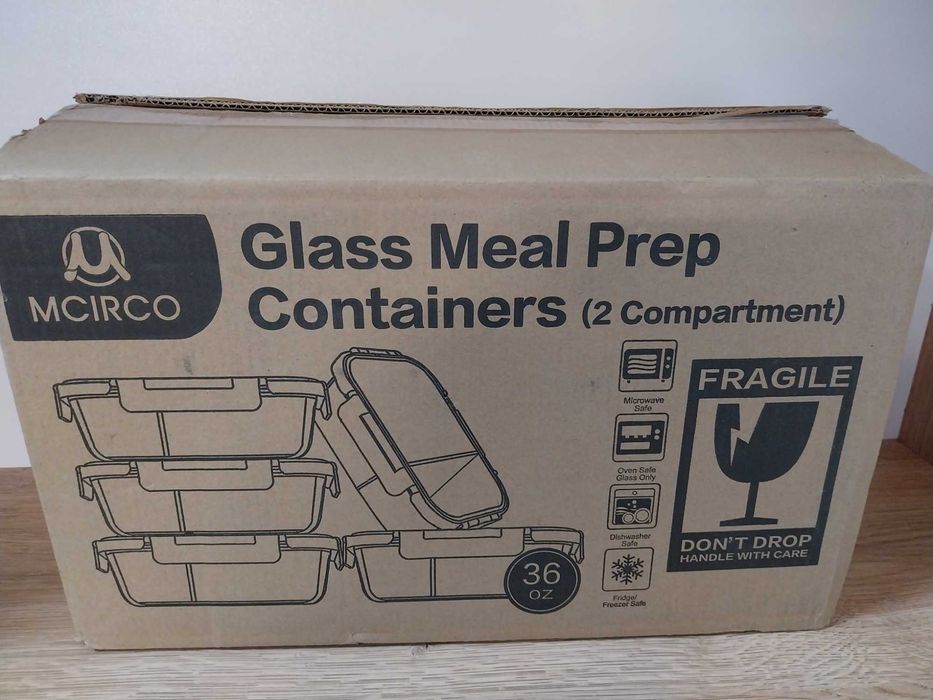 MCIRCO
Glass Meal Prep
Containers (2 Compartment)
Microwave
Safe
Oven Safe
Glass Only
Dishwasher
Safe
Fridge/
Freezer Safe
36
OZ
FRAGILE
DON'T DROP
HANDLE WITH CARE